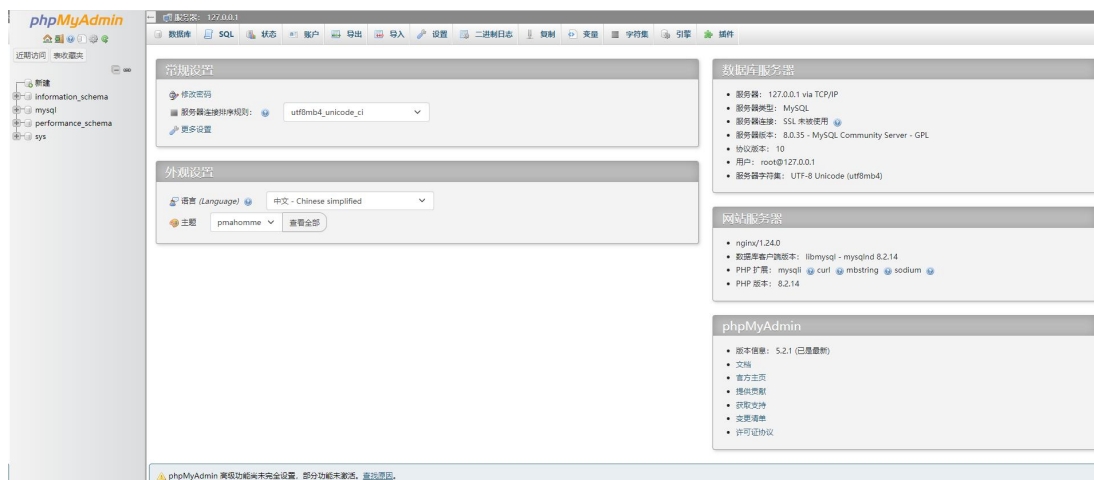 phpMyAdmin
近期访问 表收藏夹
新建
information_schema
mysql
performance_schema
sys
服务器: 127.0.0.1
数据库 SQL 状态 账户 导出 导入 设置 二进制日志 复制 变量 字符集 引擎 插件
常规设置
修改密码
服务器连接排序规则: utf8mb4_unicode_ci
更多设置
外观设置
语言 (Language) 中文 - Chinese simplified
主题 pmahomme 查看全部
数据库服务器
服务器: 127.0.0.1 via TCP/IP
服务器类型: MySQL
服务器连接: SSL 未被使用
服务器版本: 8.0.35 - MySQL Community Server - GPL
协议版本: 10
用户: root@127.0.0.1
服务器字符集: UTF-8 Unicode (utf8mb4)
网站服务器
nginx/1.24.0
数据库客户端版本: libmysql - mysqlnd 8.2.14
PHP 扩展: mysqli curl mbstring sodium
PHP 版本: 8.2.14
phpMyAdmin
版本信息: 5.2.1 (已是最新)
文档
官方主页
提供贡献
获取支持
变更清单
许可证协议
phpMyAdmin 高级功能尚未完全设置，部分功能未激活。查找原因。